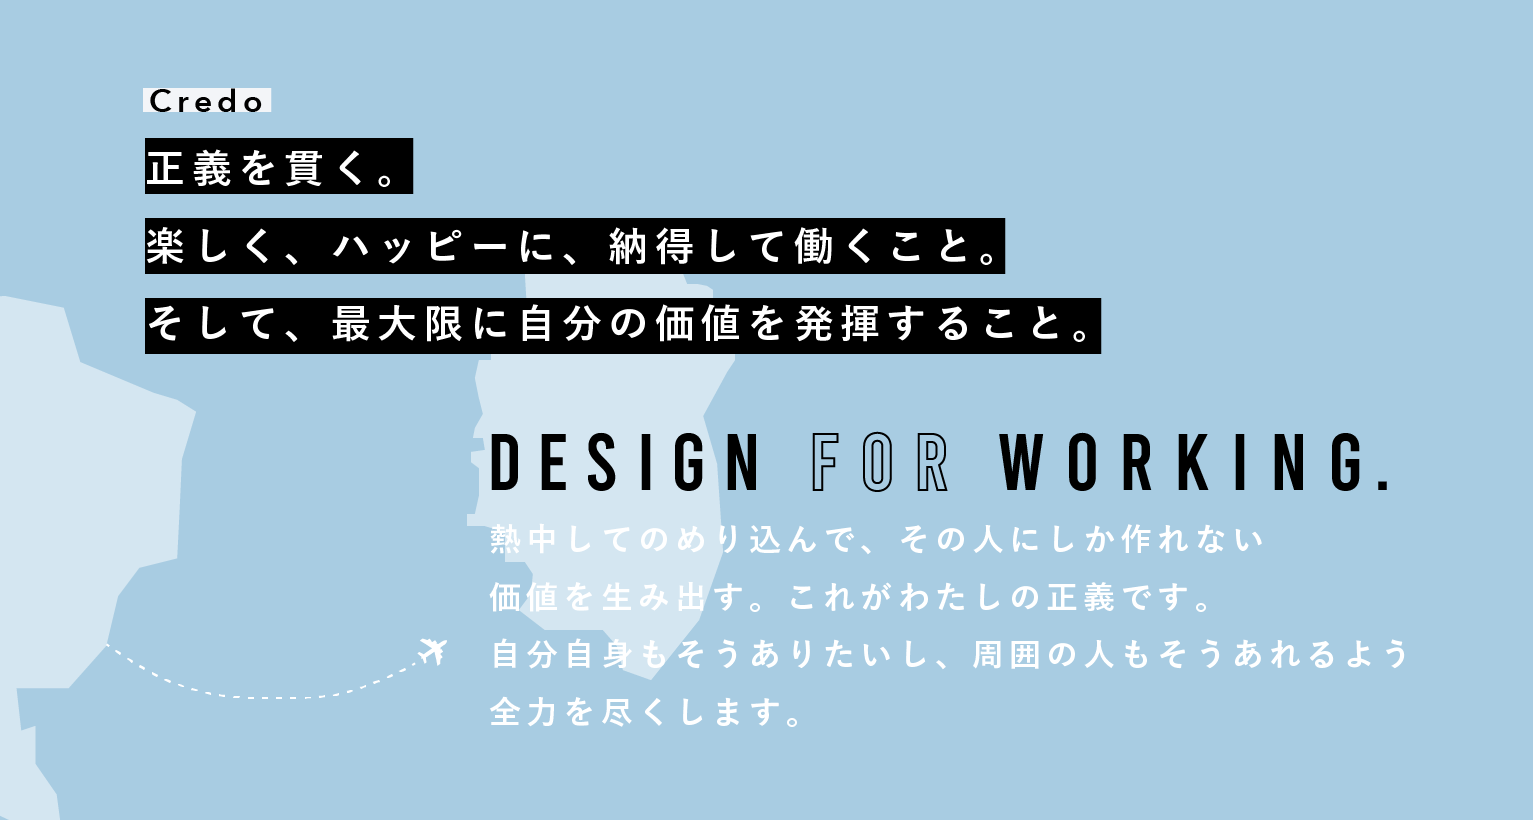 Credo
正義を貫く。
楽しく、ハッピーに、納得して働くこと。
そして、最大限に自分の価値を発揮すること。
DESIGN FOR WORKING.
熱中してのめり込んで、その人にしか作れない
価値を生み出す。これがわたしの正義です。
自分自身もそうありたいし、周囲の人もそうあれるよう
全力を尽くします。